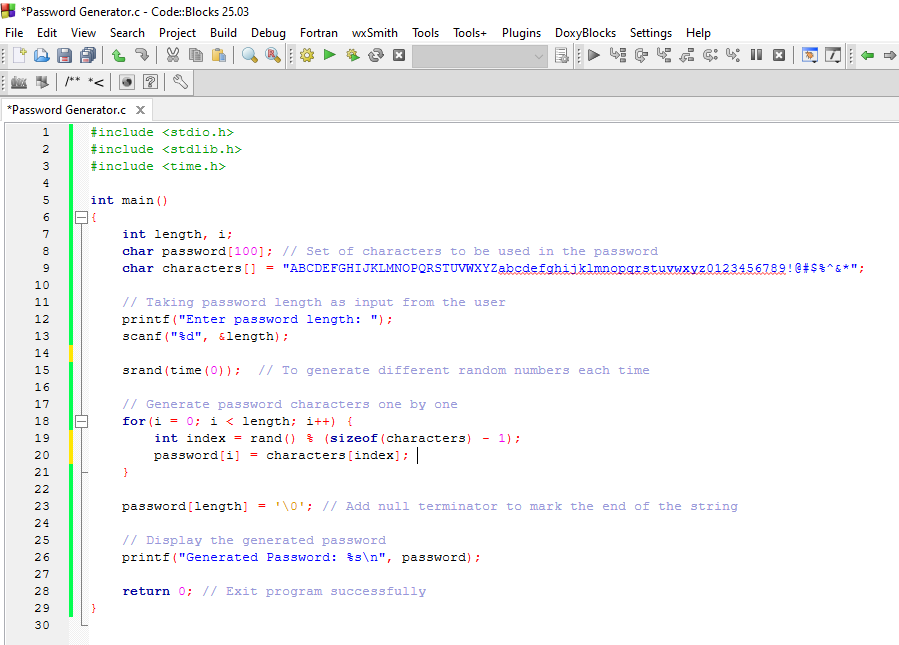 *Password Generator.c - Code::Blocks 25.03
File Edit View Search Project Build Debug Fortran wxSmith Tools Tools+ Plugins DoxyBlocks Settings Help
/** *<
*Password Generator.c X
1 #include <stdio.h>
2 #include <stdlib.h>
3 #include <time.h>
4
5 int main()
6 {
7 int length, i;
8 char password[100]; // Set of characters to be used in the password
9 char characters[] = "ABCDEFGHIJKLMNOPQRSTUVWXYZabcdefghijklmnopqrstuvwxyz0123456789!@#$%^&*";
10
11 // Taking password length as input from the user
12 printf("Enter password length: ");
13 scanf("%d", &length);
14
15 srand(time(0)); // To generate different random numbers each time
16
17 // Generate password characters one by one
18 for(i = 0; i < length; i++) {
19 int index = rand() % (sizeof(characters) - 1);
20 password[i] = characters[index];
21 }
22
23 password[length] = '\0'; // Add null terminator to mark the end of the string
24
25 // Display the generated password
26 printf("Generated Password: %s\n", password);
27
28 return 0; // Exit program successfully
29 }
30